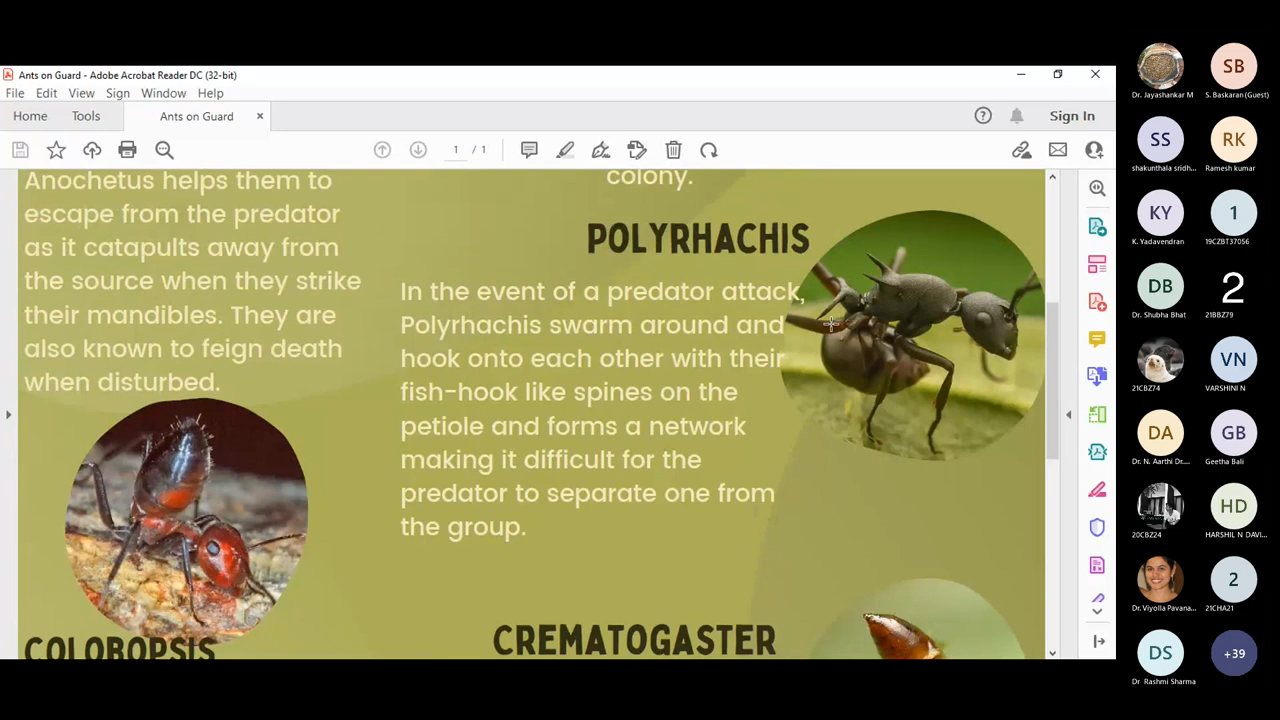 Ants on Guard - Adobe Acrobat Reader DC (32-bit)
File Edit View Window Help
Home Tools Ants on Guard Sign In
1 / 1
Anochetus helps them to
escape from the predator
as it catapults away from
the source when they strike
their mandibles. They are
also known to feign death
when disturbed.
COLOBOPSIS
colony.
POLYRHACHIS
In the event of a predator attack,
Polyrhachis swarm around and
hook onto each other with their
fish-hook like spines on the
petiole and forms a network
making it difficult for the
predator to separate one from
the group.
CREMATOGASTER
Dr. Jayashankar M
SB
S. Baskaran (Guest)
SS
shakunthala sridh...
RK
Ramesh kumar
KY
K. Yadavendran
1
19CZBT37056
DB
Dr. Shubha Bhat
2
21BBZ79
21CBZ74
VN
VARSHINI N
DA
Dr. N. Aarthi Dr....
GB
Geetha Bali
20CBZ24
HD
HARSHIL N DAVI...
Dr. Viyolla Pavana...
2
21CHA21
DS
Dr Rashmi Sharma
+39